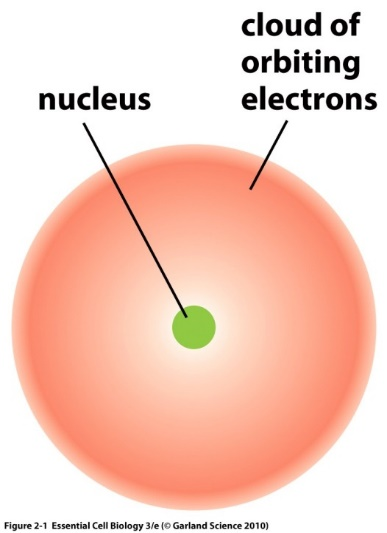 cloud of
orbiting
electrons
nucleus
Figure 2-1 Essential Cell Biology 3/e (© Garland Science 2010)